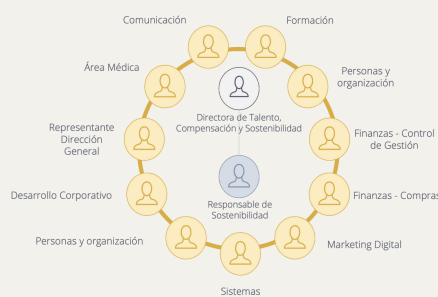 Comunicación
Formación
Área Médica
Personas y
organización
Directora de Talento,
Compensación y Sostenibilidad
Representante
Dirección
General
Finanzas - Control
de Gestión
Desarrollo Corporativo
Responsable de
Sostenibilidad
Finanzas - Compras
Personas y organización
Marketing Digital
Sistemas